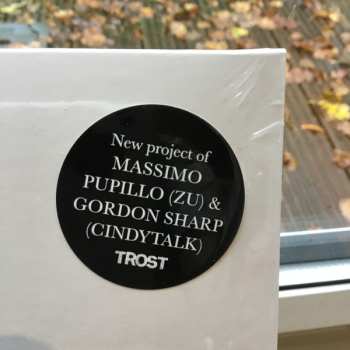 New project of
MASSIMO
PUPILLO (ZU) &
GORDON SHARP
(CINDYTALK)
TROST